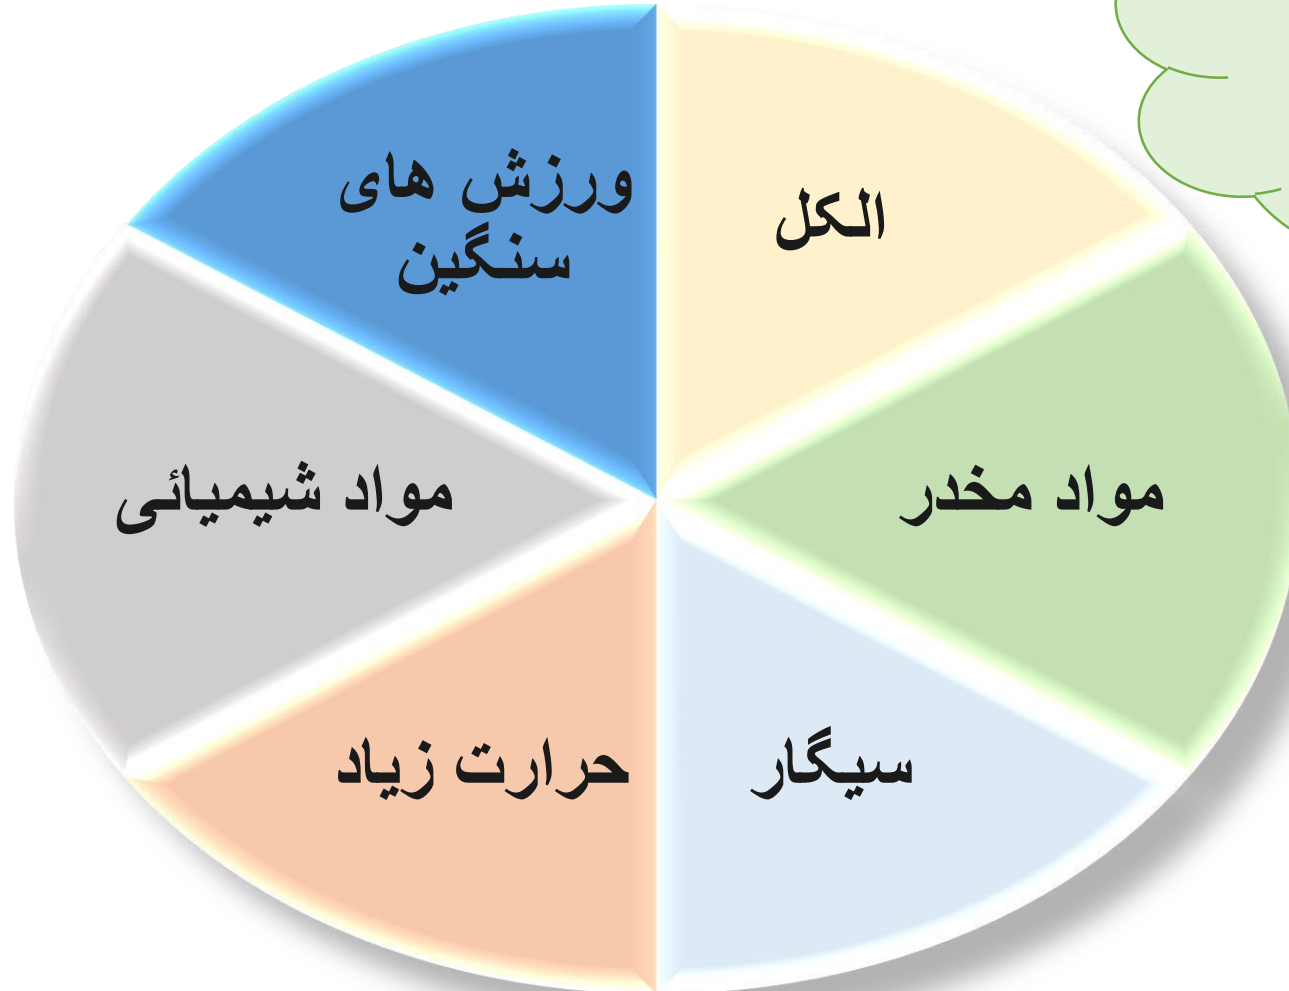 الکل
ورزش های
سنگین
مواد مخدر
مواد شیمیائی
سیگار
حرارت زیاد